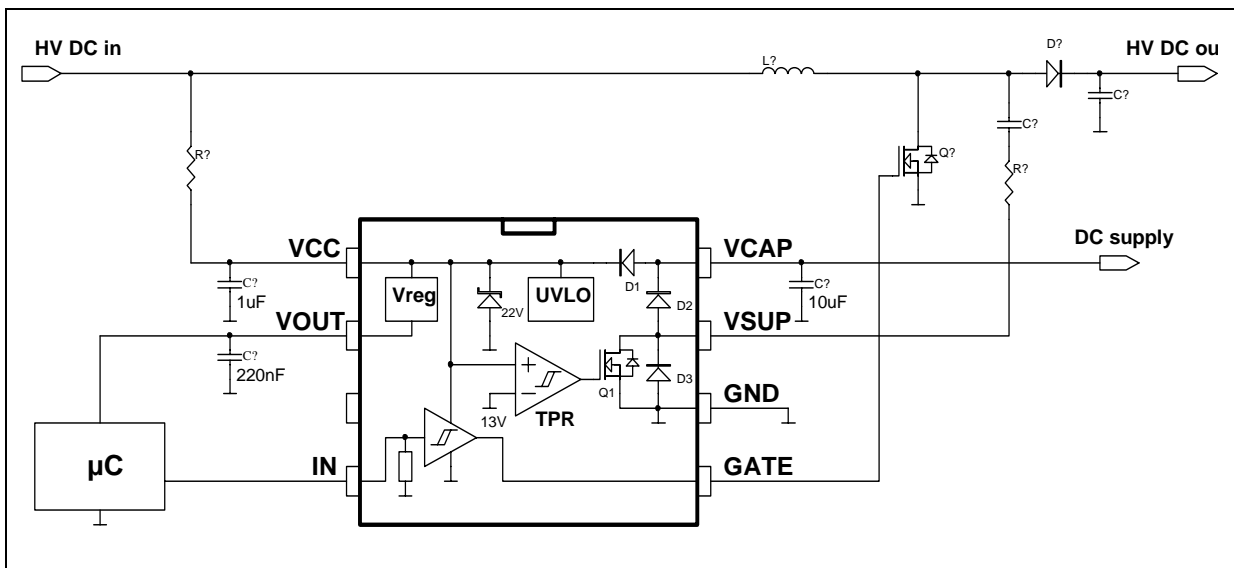 HV DC in
HV DC ou
L?
D?
C?
C?
R?
Q?
R?
VCC
VCAP
DC supply
C?
1uF
Vreg
22V
UVLO
D1
D2
C?
10uF
VOUT
VSUP
C?
220nF
Q1
D3
13V
TPR
GND
µC
IN
GATE